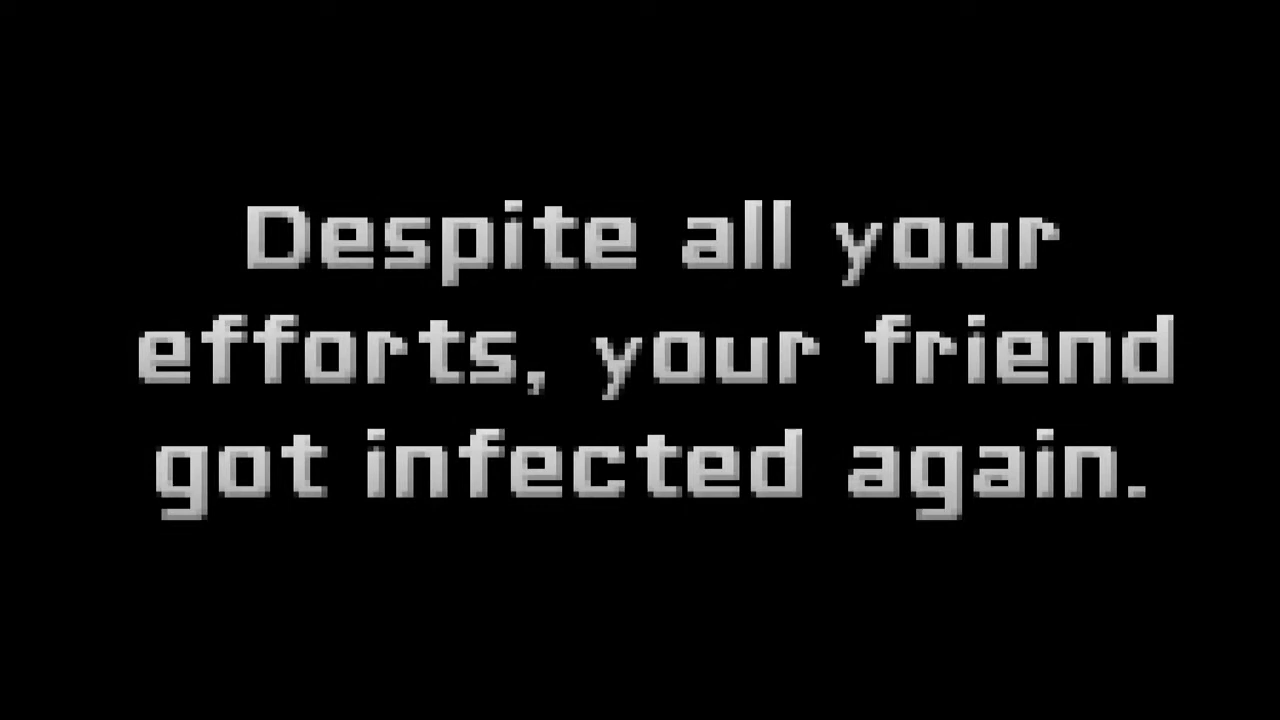 Despite all your
efforts, your friend
got infected again.